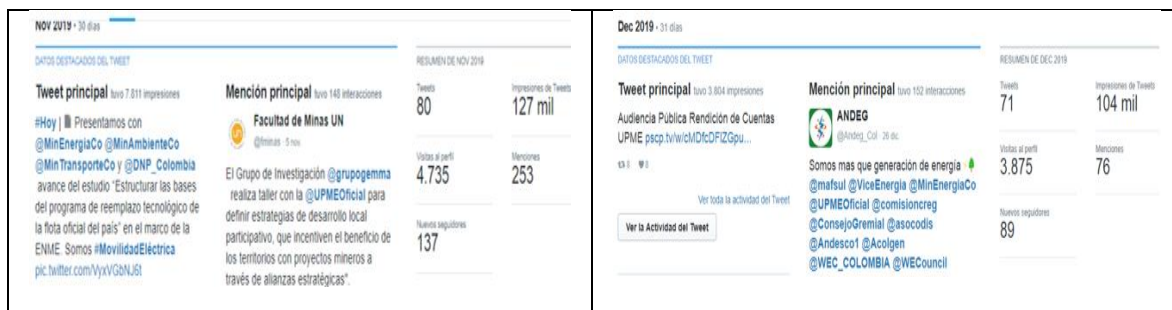 Nov 2019 • 30 días
DATOS DESTACADOS DEL TWEET
Tweet principal tuvo 7.811 impresiones
#Hoy | Presentamos con
@MinEnergiaCo @MinAmbienteCo
@MinTransporteCo y @DNP_Colombia
avance del estudio "Estructurar las bases
del programa de reemplazo tecnológico de
la flota oficial del país" en el marco de la
ENME. Somos #MovilidadEléctrica
pic.twitter.com/VyxVGbNJ6t
Mención principal tuvo 148 interacciones
Facultad de Minas UN
@fminas · 5 nov.
El Grupo de Investigación @grupogemma
realiza taller con la @UPMEOficial para
definir estrategias de desarrollo local
participativo, que incentiven el beneficio de
los territorios con proyectos mineros a
través de alianzas estratégicas".
RESUMEN DE NOV 2019
Tweets
80
Impresiones de Tweets
127 mil
Visitas al perfil
4.735
Menciones
253
Nuevos seguidores
137
Dec 2019 • 31 días
DATOS DESTACADOS DEL TWEET
Tweet principal tuvo 3.804 impresiones
Audiencia Pública Rendición de Cuentas
UPME pscp.tv/w/cMDfcDFIZGpu...
8 8
Ver toda la actividad del Tweet
Ver la Actividad del Tweet
Mención principal tuvo 152 interacciones
ANDEG
@Andeg_Col · 26 dic.
Somos mas que generación de energía
@mafsul @ViceEnergia @MinEnergiaCo
@UPMEOficial @comisioncreg
@ConsejoGremial @asocodis
@Andesco1 @Acolgen
@WEC_COLOMBIA @WECouncil
RESUMEN DE DEC 2019
Tweets
71
Impresiones de Tweets
104 mil
Visitas al perfil
3.875
Menciones
76
Nuevos seguidores
89